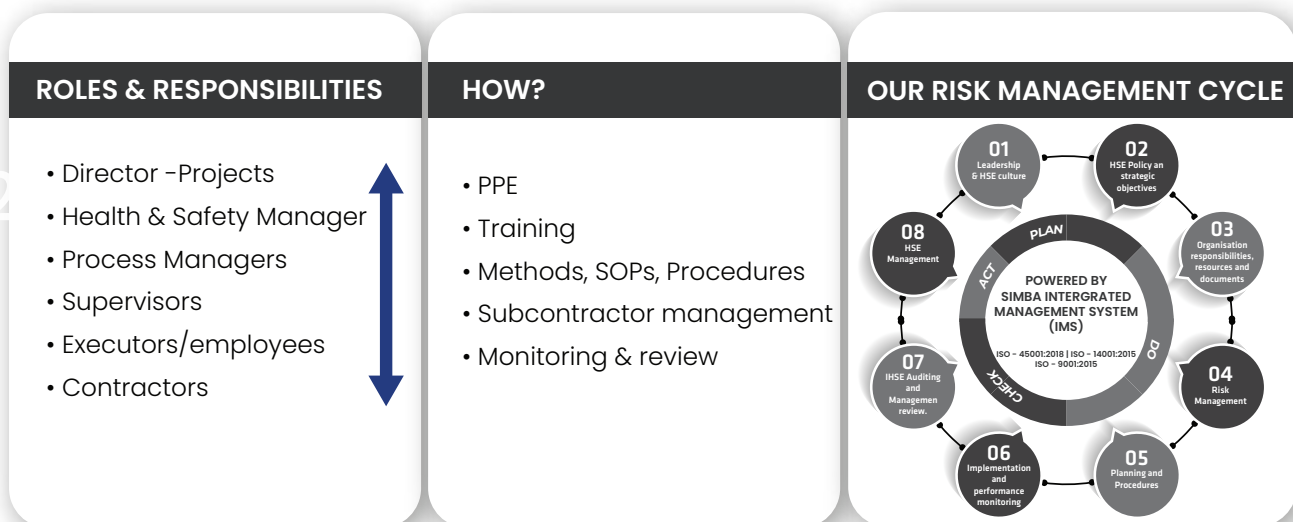 ROLES & RESPONSIBILITIES
• Director -Projects
• Health & Safety Manager
• Process Managers
• Supervisors
• Executors/employees
• Contractors
HOW?
• PPE
• Training
• Methods, SOPs, Procedures
• Subcontractor management
• Monitoring & review
OUR RISK MANAGEMENT CYCLE
01
Leadership
& HSE culture
02
HSE Policy an
strategic
objectives
03
Organisation
responsibilities,
resources and
documents
04
Risk
Management
05
Planning and
Procedures
06
Implementation
and
performance
monitoring
07
IHSE Auditing
and
Managemen
review.
08
HSE
Management
PLAN
DO
CHECK
ACT
POWERED BY
SIMBA INTERGRATED
MANAGEMENT SYSTEM
(IMS)
ISO - 45001:2018 | ISO - 14001:2015
ISO - 9001:2015
2